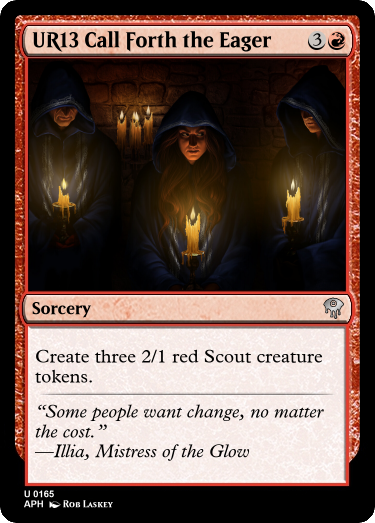 UR13 Call Forth the Eager 3
Sorcery
Create three 2/1 red Scout creature
tokens.
“Some people want change, no matter
the cost.”
—Illia, Mistress of the Glow
U 0165
APH Rob Laskey